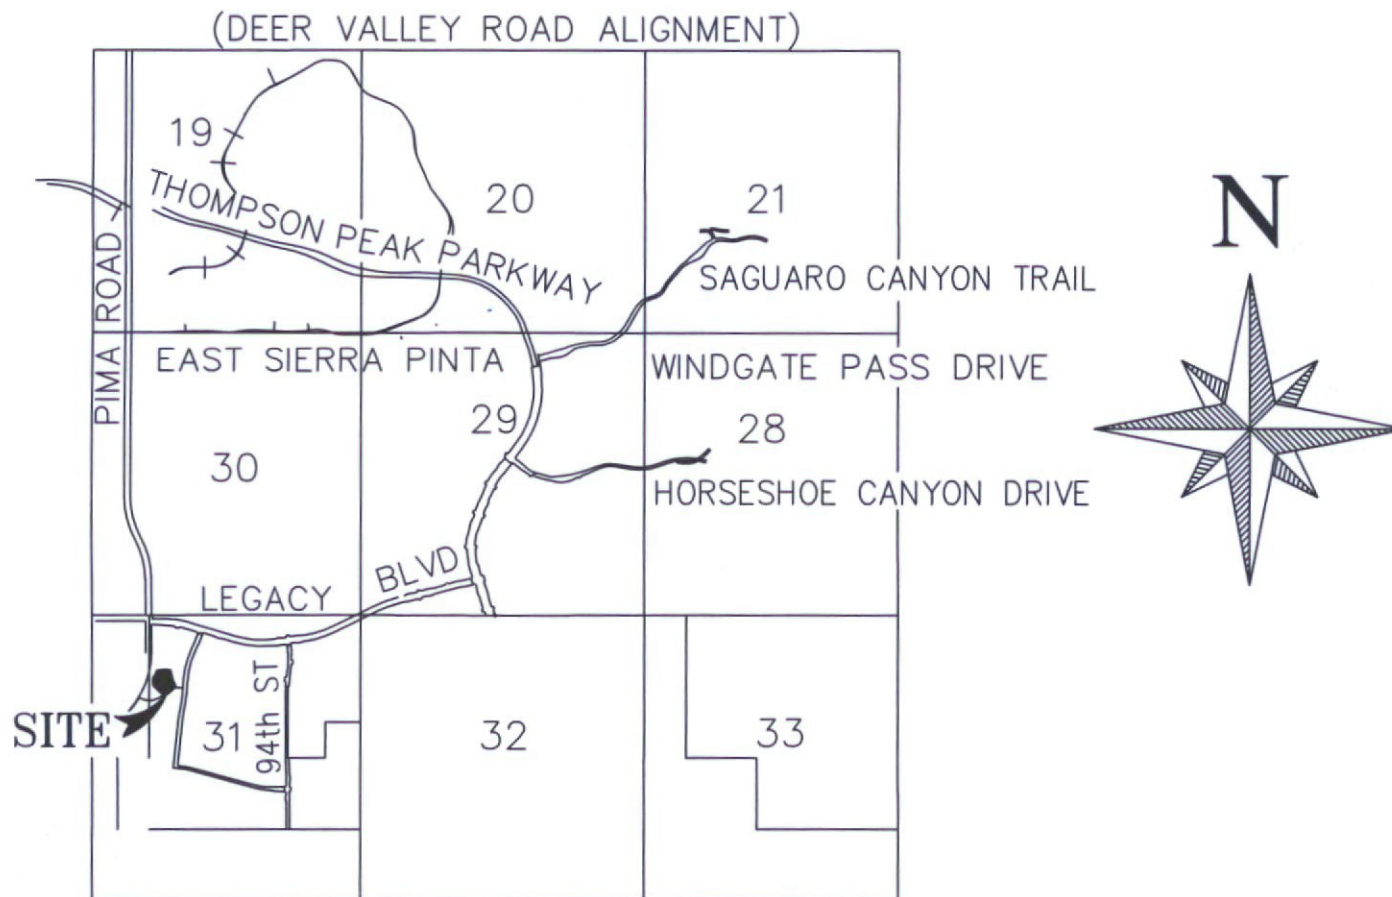 (DEER VALLEY ROAD ALIGNMENT)
19
20
21
N
THOMPSON PEAK PARKWAY
PIMA ROAD
SAGUARO CANYON TRAIL
EAST SIERRA PINTA
WINDGATE PASS DRIVE
29
28
30
HORSESHOE CANYON DRIVE
LEGACY BLVD
94th ST
SITE
31
32
33